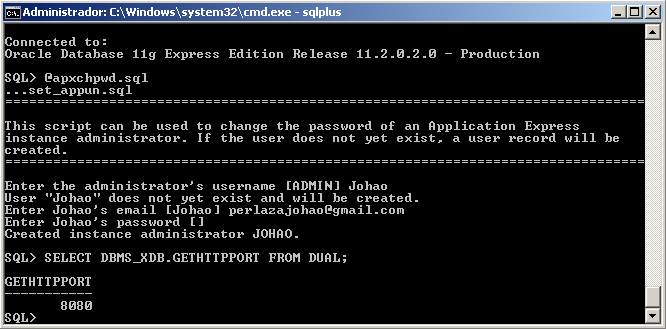 Administrador: C:\Windows\system32\cmd.exe - sqlplus
Connected to:
Oracle Database 11g Express Edition Release 11.2.0.2.0 - Production
SQL> @apxchpwd.sql
...set_appun.sql
================================================================================
This script can be used to change the password of an Application Express
instance administrator. If the user does not yet exist, a user record will be
created.
================================================================================
Enter the administrator's username [ADMIN] Johao
User "Johao" does not yet exist and will be created.
Enter Johao's email [Johao] perlazajohao@gmail.com
Enter Johao's password []
Created instance administrator JOHAO.
SQL> SELECT DBMS_XDB.GETHTTPPORT FROM DUAL;
GETHTTPPORT
-----------
8080
SQL>